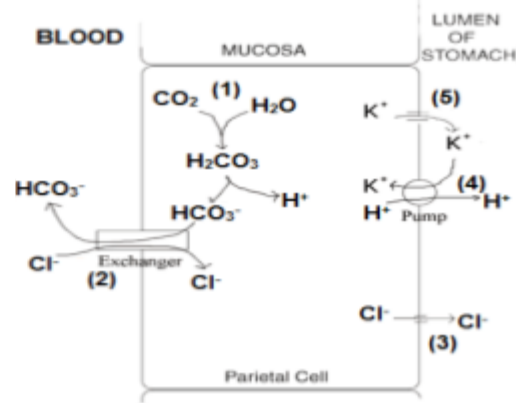 BLOOD
MUCOSA
LUMEN
OF
STOMACH
CO₂ (1) H₂O
K⁺ (5)
K⁺
H₂CO₃
K⁺ (4)
HCO₃⁻ HCO₃⁻ H⁺
H⁺ Pump H⁺
Cl⁻ (2) Exchanger Cl⁻
Cl⁻ Cl⁻
(3)
Parietal Cell